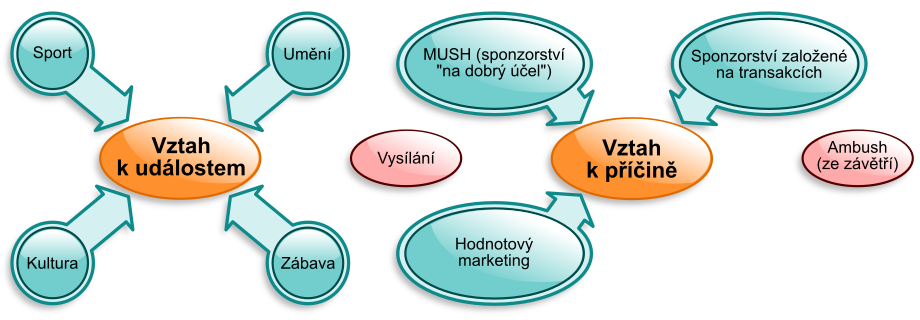 Sport
Umění
Vztah
k událostem
Kultura
Zábava
Vysílání
MUSH (sponzorství
"na dobrý účel")
Sponzorství založené
na transakcích
Vztah
k příčině
Hodnotový
marketing
Ambush
(ze závětří)